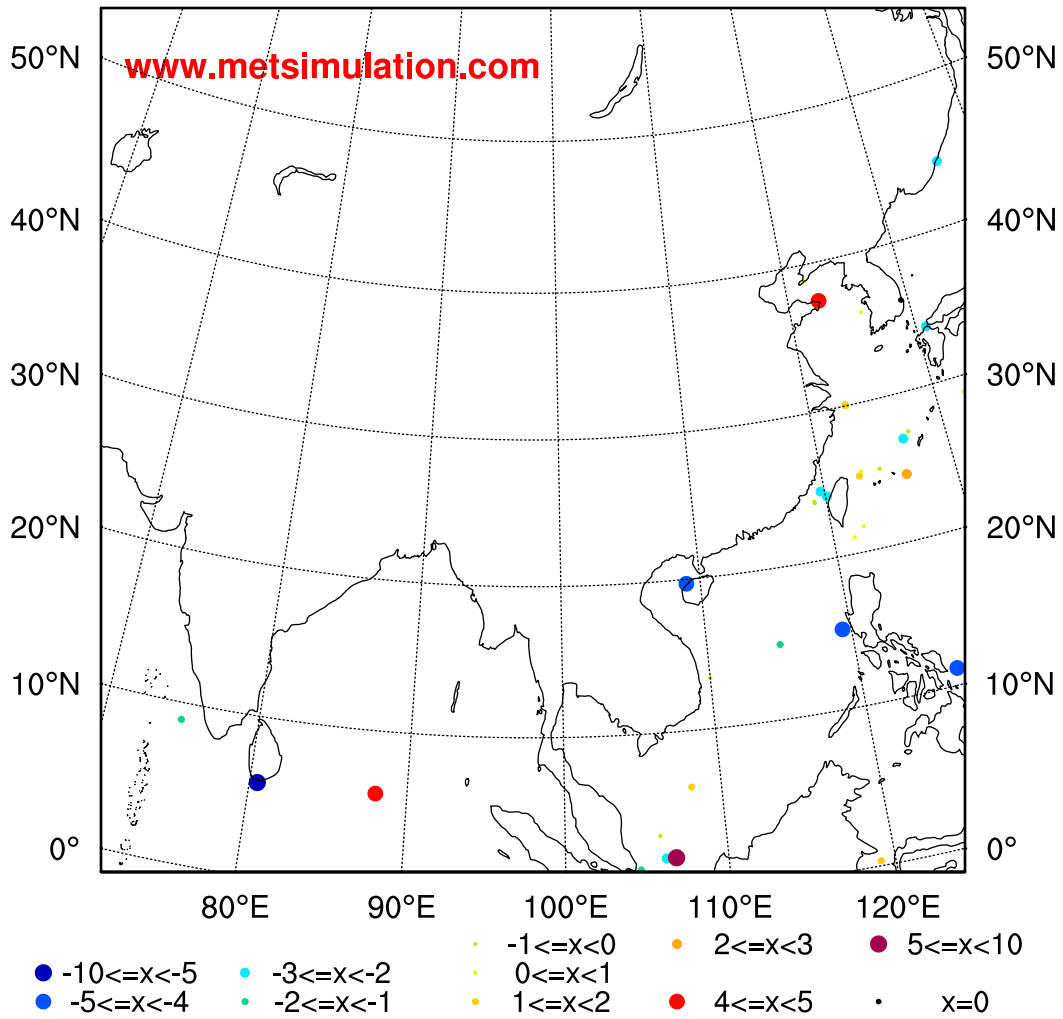 50°N 50°N
www.metsimulation.com
40°N 40°N
30°N 30°N
20°N 20°N
10°N 10°N
0° 0°
80°E 90°E 100°E 110°E 120°E
-1<=x<0 2<=x<3 5<=x<10
-10<=x<-5 -3<=x<-2 0<=x<1
-5<=x<-4 -2<=x<-1 1<=x<2 4<=x<5 x=0